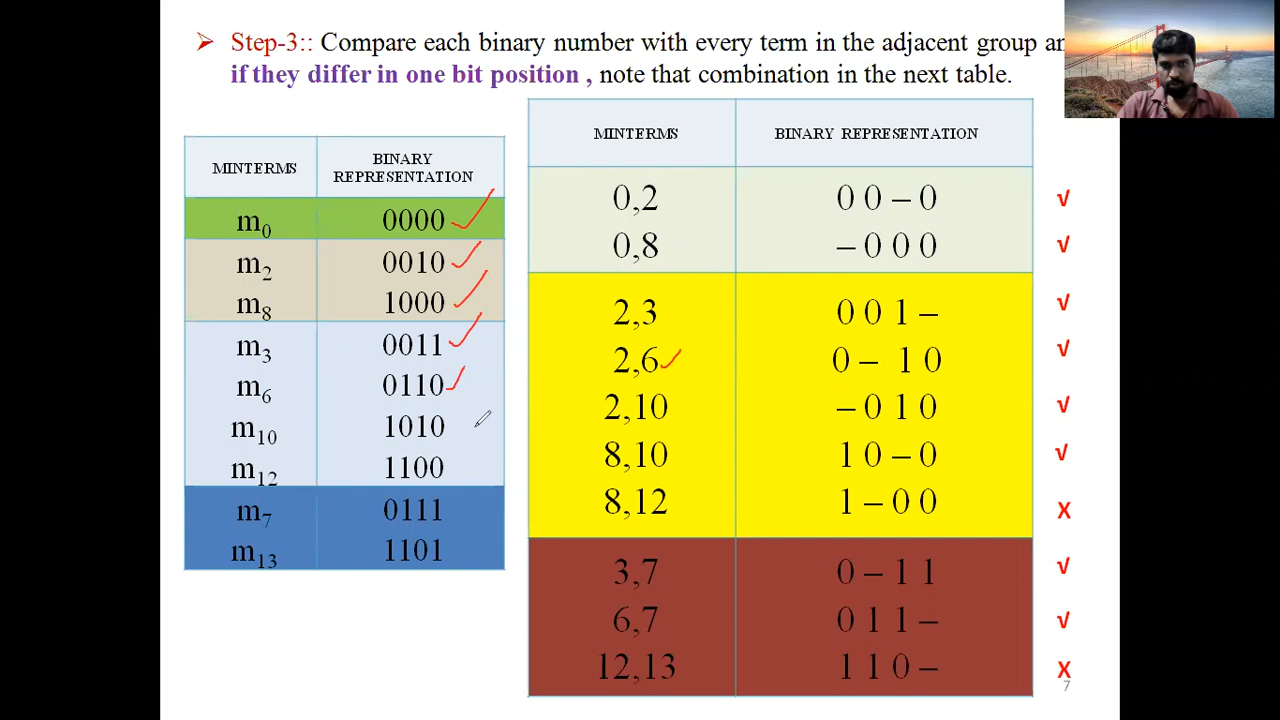 ➢ Step-3:: Compare each binary number with every term in the adjacent group an
if they differ in one bit position , note that combination in the next table.
MINTERMS BINARY REPRESENTATION
m0 0000 ✓
m2 0010 ✓
m8 1000 ✓
m3 0011 ✓
m6 0110 ✓
m10 1010
m12 1100
m7 0111
m13 1101
MINTERMS BINARY REPRESENTATION
0,2 0 0 – 0 √
0,8 – 0 0 0 √
2,3 0 0 1 – √
2,6 ✓ 0 – 1 0 √
2,10 – 0 1 0 √
8,10 1 0 – 0 √
8,12 1 – 0 0 X
3,7 0 – 1 1 √
6,7 0 1 1 – √
12,13 1 1 0 – X
7